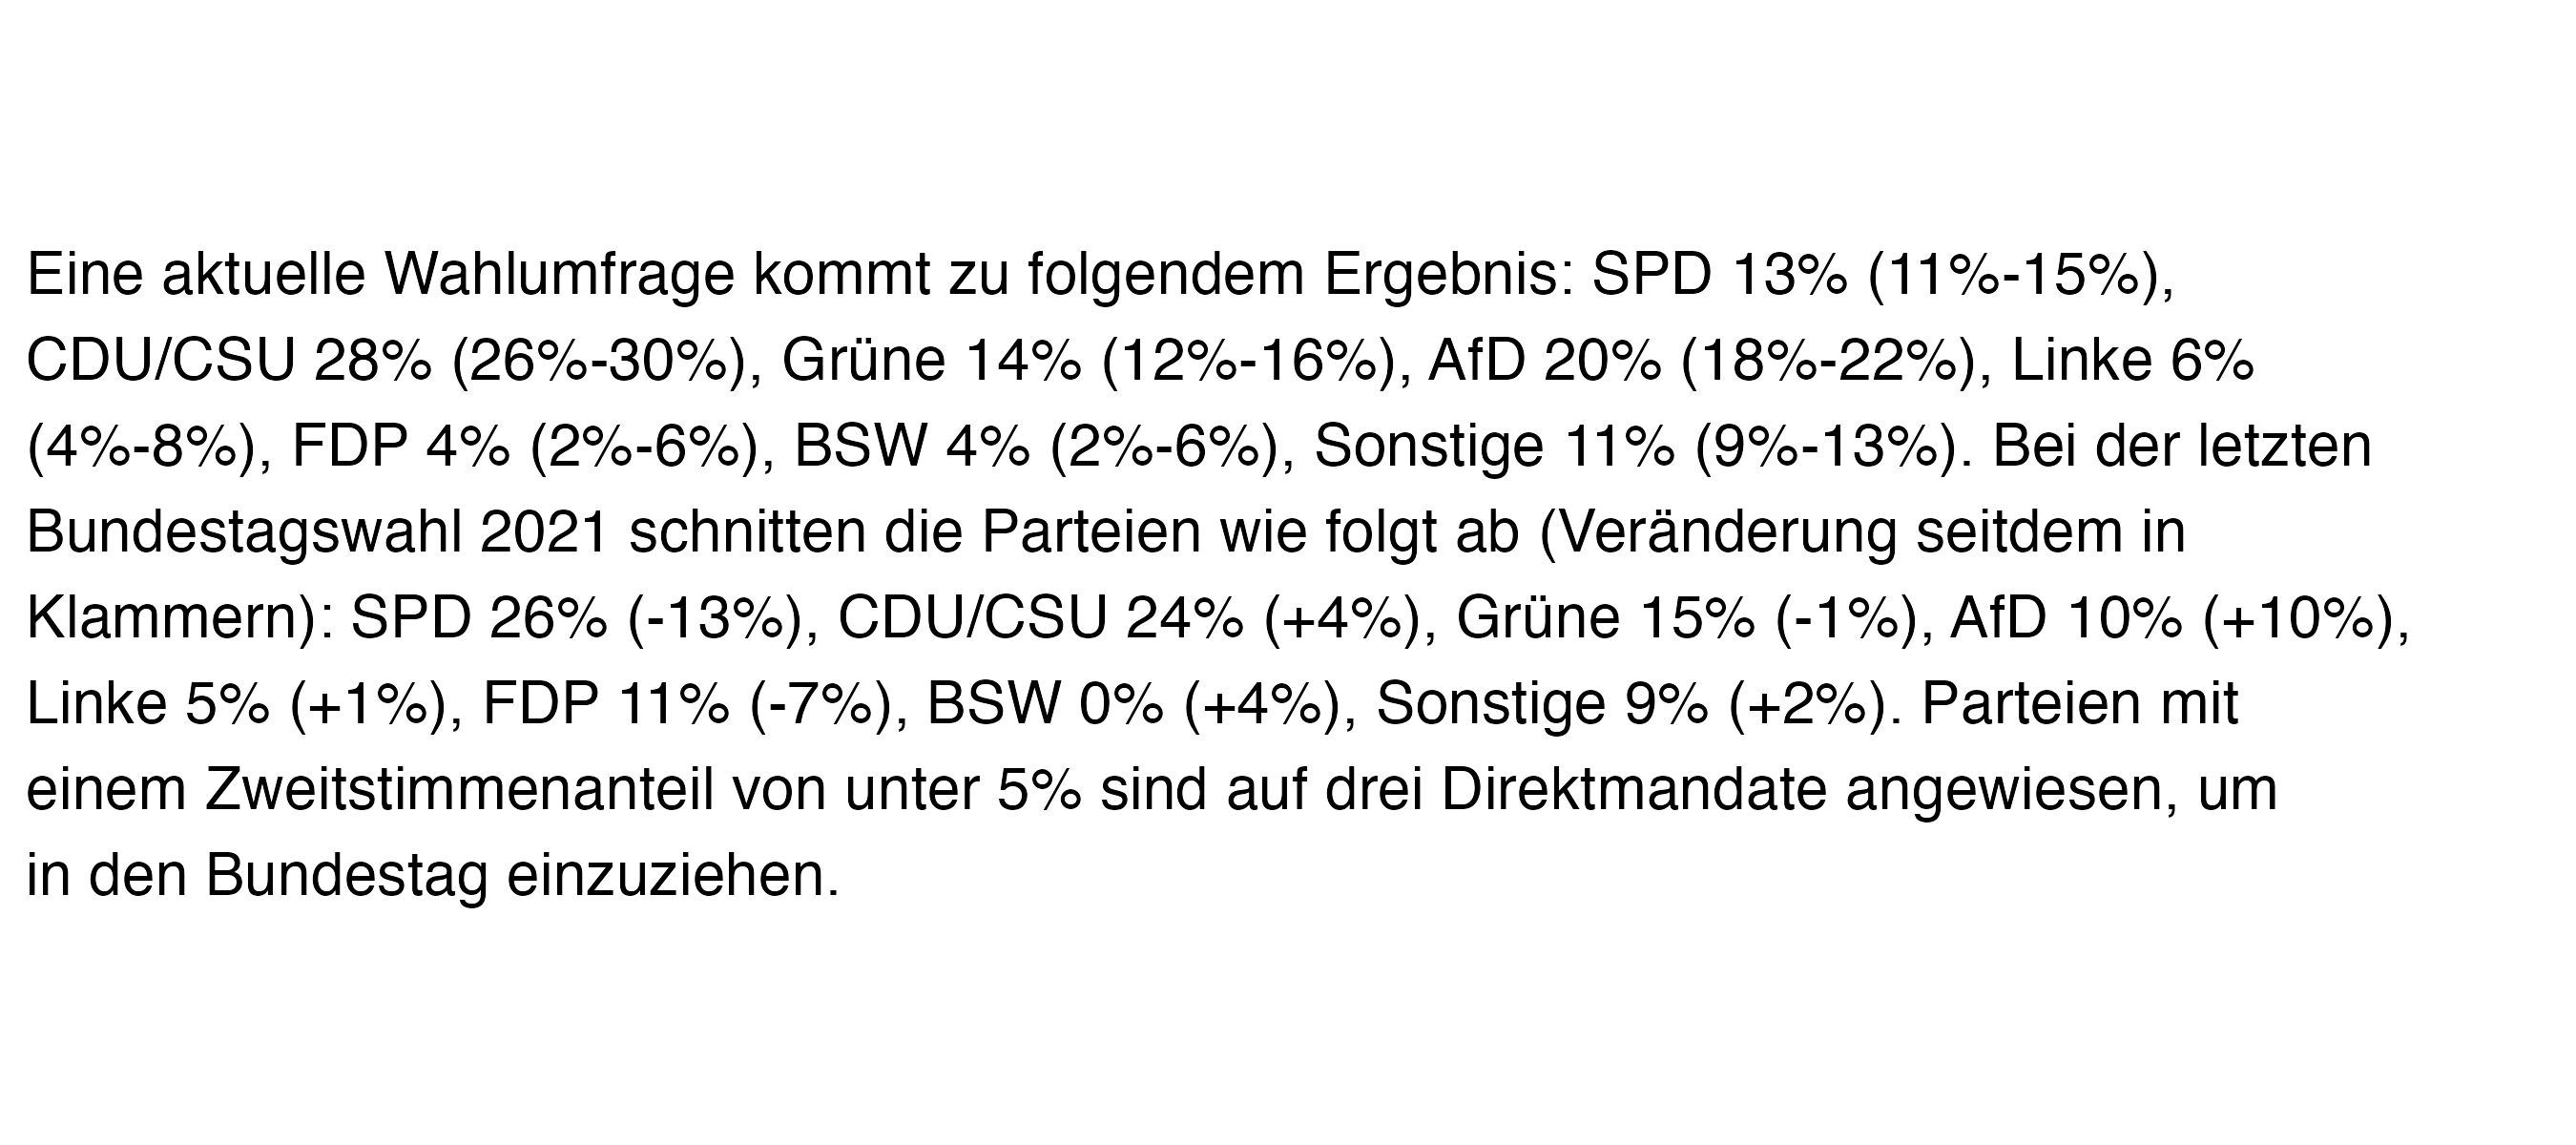 Eine aktuelle Wahlumfrage kommt zu folgendem Ergebnis: SPD 13% (11%-15%),
CDU/CSU 28% (26%-30%), Grüne 14% (12%-16%), AfD 20% (18%-22%), Linke 6%
(4%-8%), FDP 4% (2%-6%), BSW 4% (2%-6%), Sonstige 11% (9%-13%). Bei der letzten
Bundestagswahl 2021 schnitten die Parteien wie folgt ab (Veränderung seitdem in
Klammern): SPD 26% (-13%), CDU/CSU 24% (+4%), Grüne 15% (-1%), AfD 10% (+10%),
Linke 5% (+1%), FDP 11% (-7%), BSW 0% (+4%), Sonstige 9% (+2%). Parteien mit
einem Zweitstimmenanteil von unter 5% sind auf drei Direktmandate angewiesen, um
in den Bundestag einzuziehen.